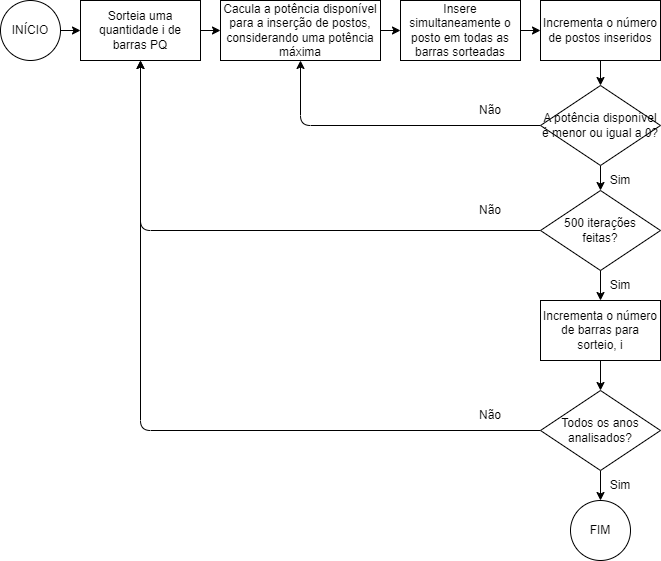 INÍCIO
Sorteia uma
quantidade i de
barras PQ
Cacula a potência disponível
para a inserção de postos,
considerando uma potência
máxima
Insere
simultaneamente o
posto em todas as
barras sorteadas
Incrementa o número
de postos inseridos
Não
A potência disponível
é menor ou igual a 0?
Sim
Não
500 iterações
feitas?
Sim
Incrementa o número
de barras para
sorteio, i
Não
Todos os anos
analisados?
Sim
FIM